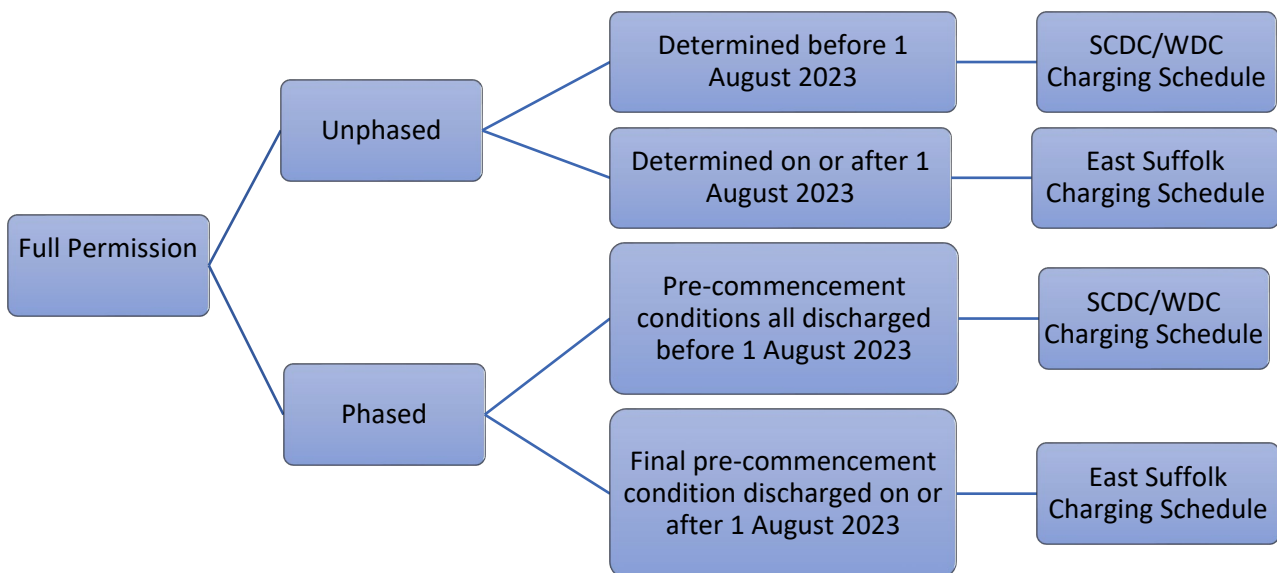 Full Permission
Unphased
Determined before 1
August 2023
SCDC/WDC
Charging Schedule
Determined on or after 1
August 2023
East Suffolk
Charging Schedule
Phased
Pre-commencement
conditions all discharged
before 1 August 2023
SCDC/WDC
Charging Schedule
Final pre-commencement
condition discharged on or
after 1 August 2023
East Suffolk
Charging Schedule